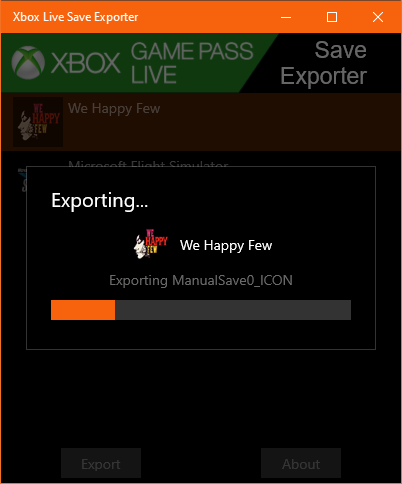 Xbox Live Save Exporter
XBOX
GAME PASS
LIVE
Save
Exporter
WE
HAPPY
FEW
We Happy Few
Microsoft Flight Simulator
Exporting...
WE
HAPPY
FEW
We Happy Few
Exporting ManualSave0_ICON
Export
About